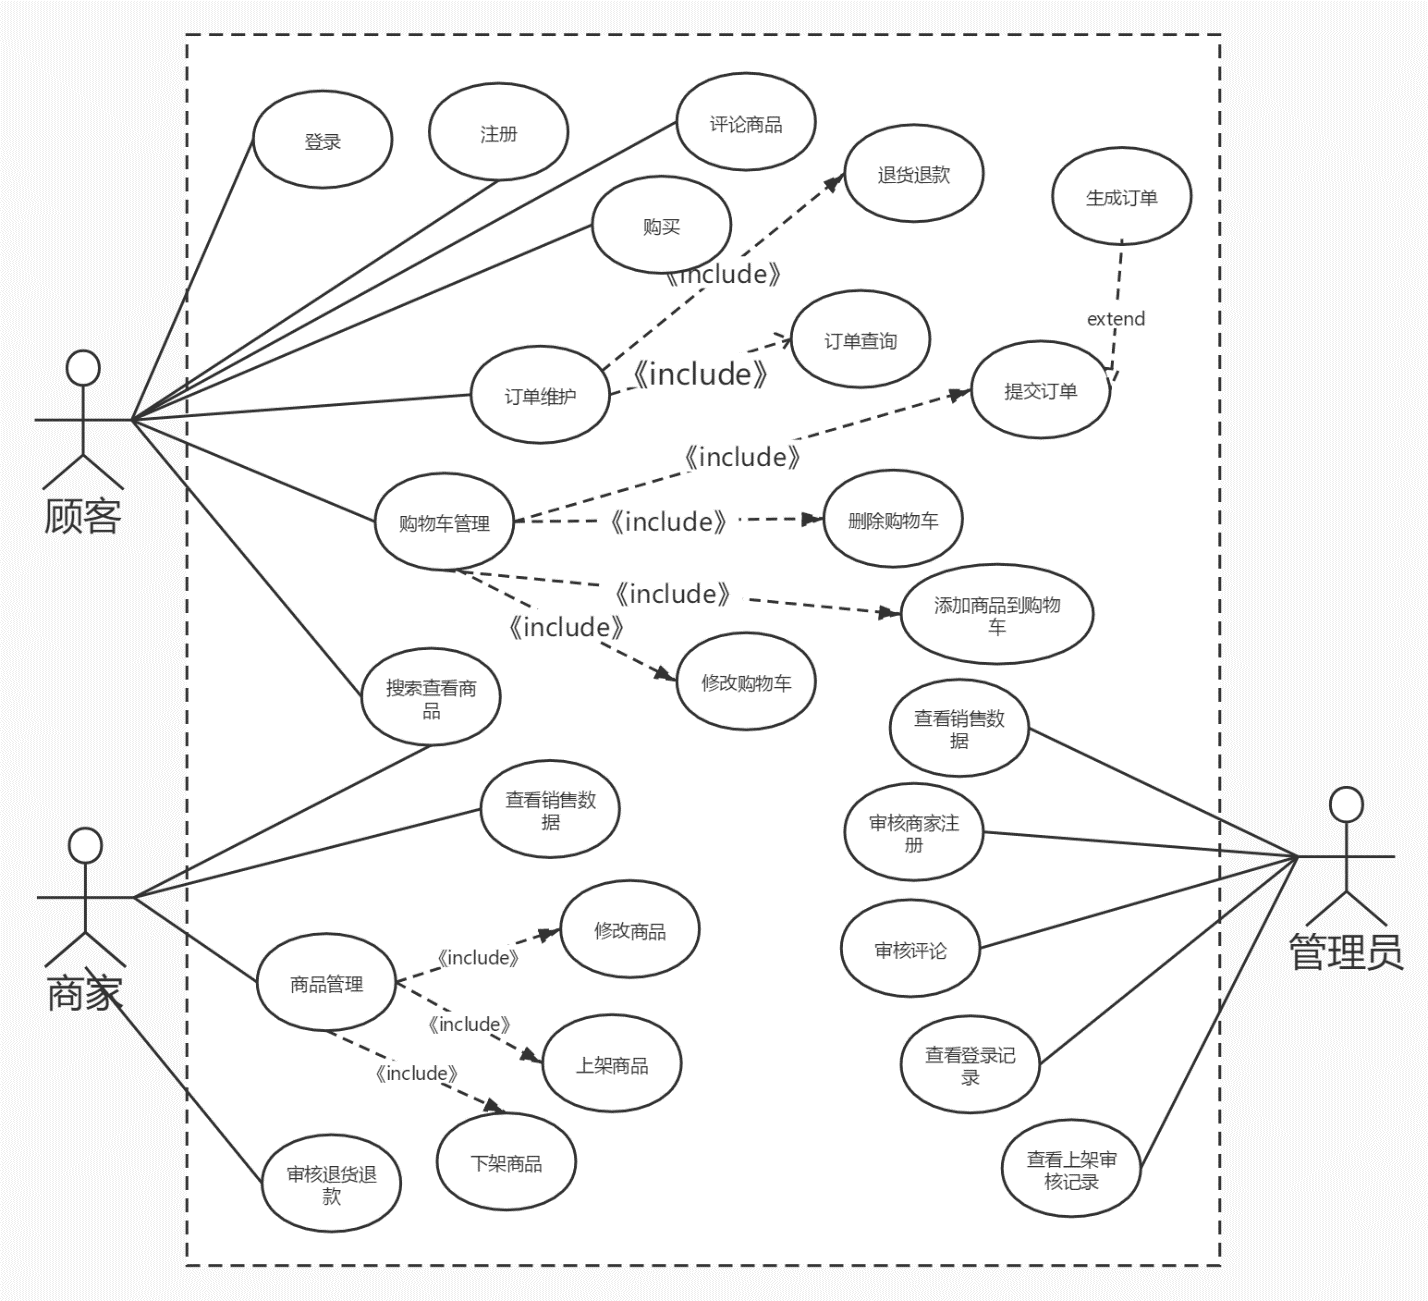 登录
注册
评论商品
退货退款
生成订单
购买
《include》
extend
订单查询
《include》
订单维护
提交订单
《include》
顾客
购物车管理
《include》
删除购物车
《include》
添加商品到购物
车
《include》
修改购物车
搜索查看商
品
查看销售数
据
查看销售数
据
审核商家注
册
商家
审核评论
管理员
修改商品
《include》
商品管理
《include》
上架商品
《include》
查看登录记
录
下架商品
审核退货退
款
查看上架审
核记录